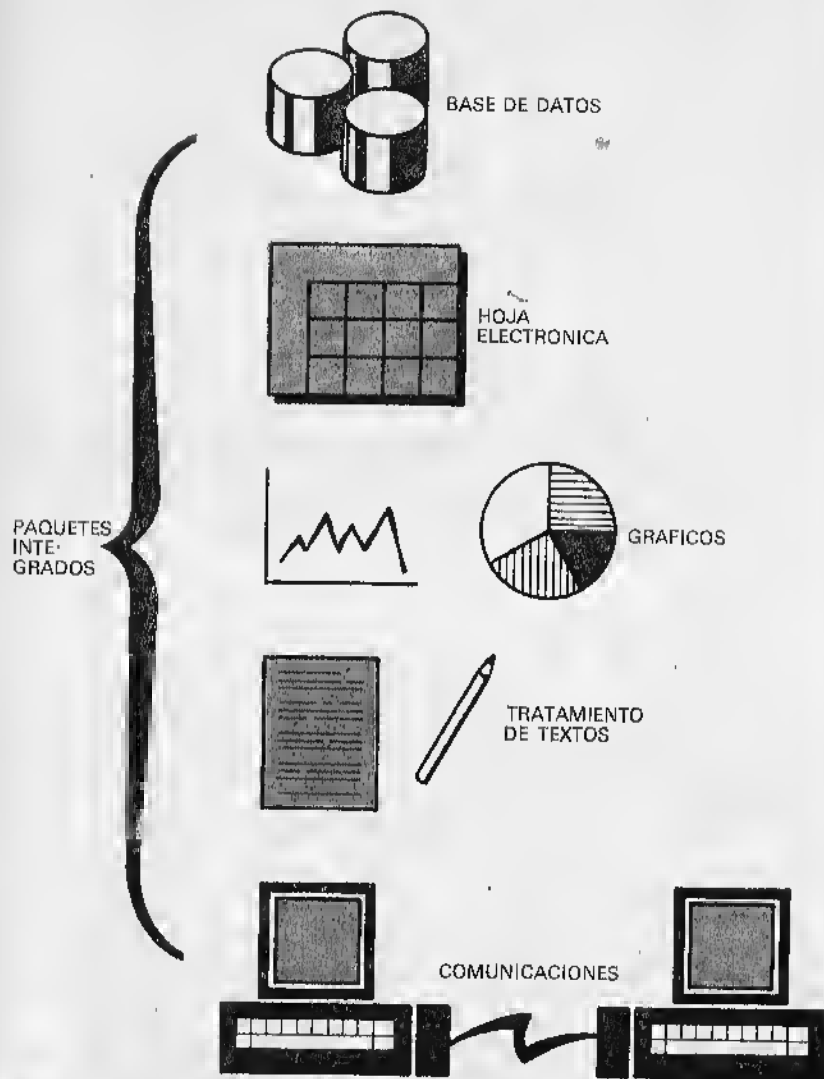 BASE DE DATOS
HOJA
ELECTRONICA
PAQUETES
INTE-
GRADOS
GRAFICOS
TRATAMIENTO
DE TEXTOS
COMUNICACIONES